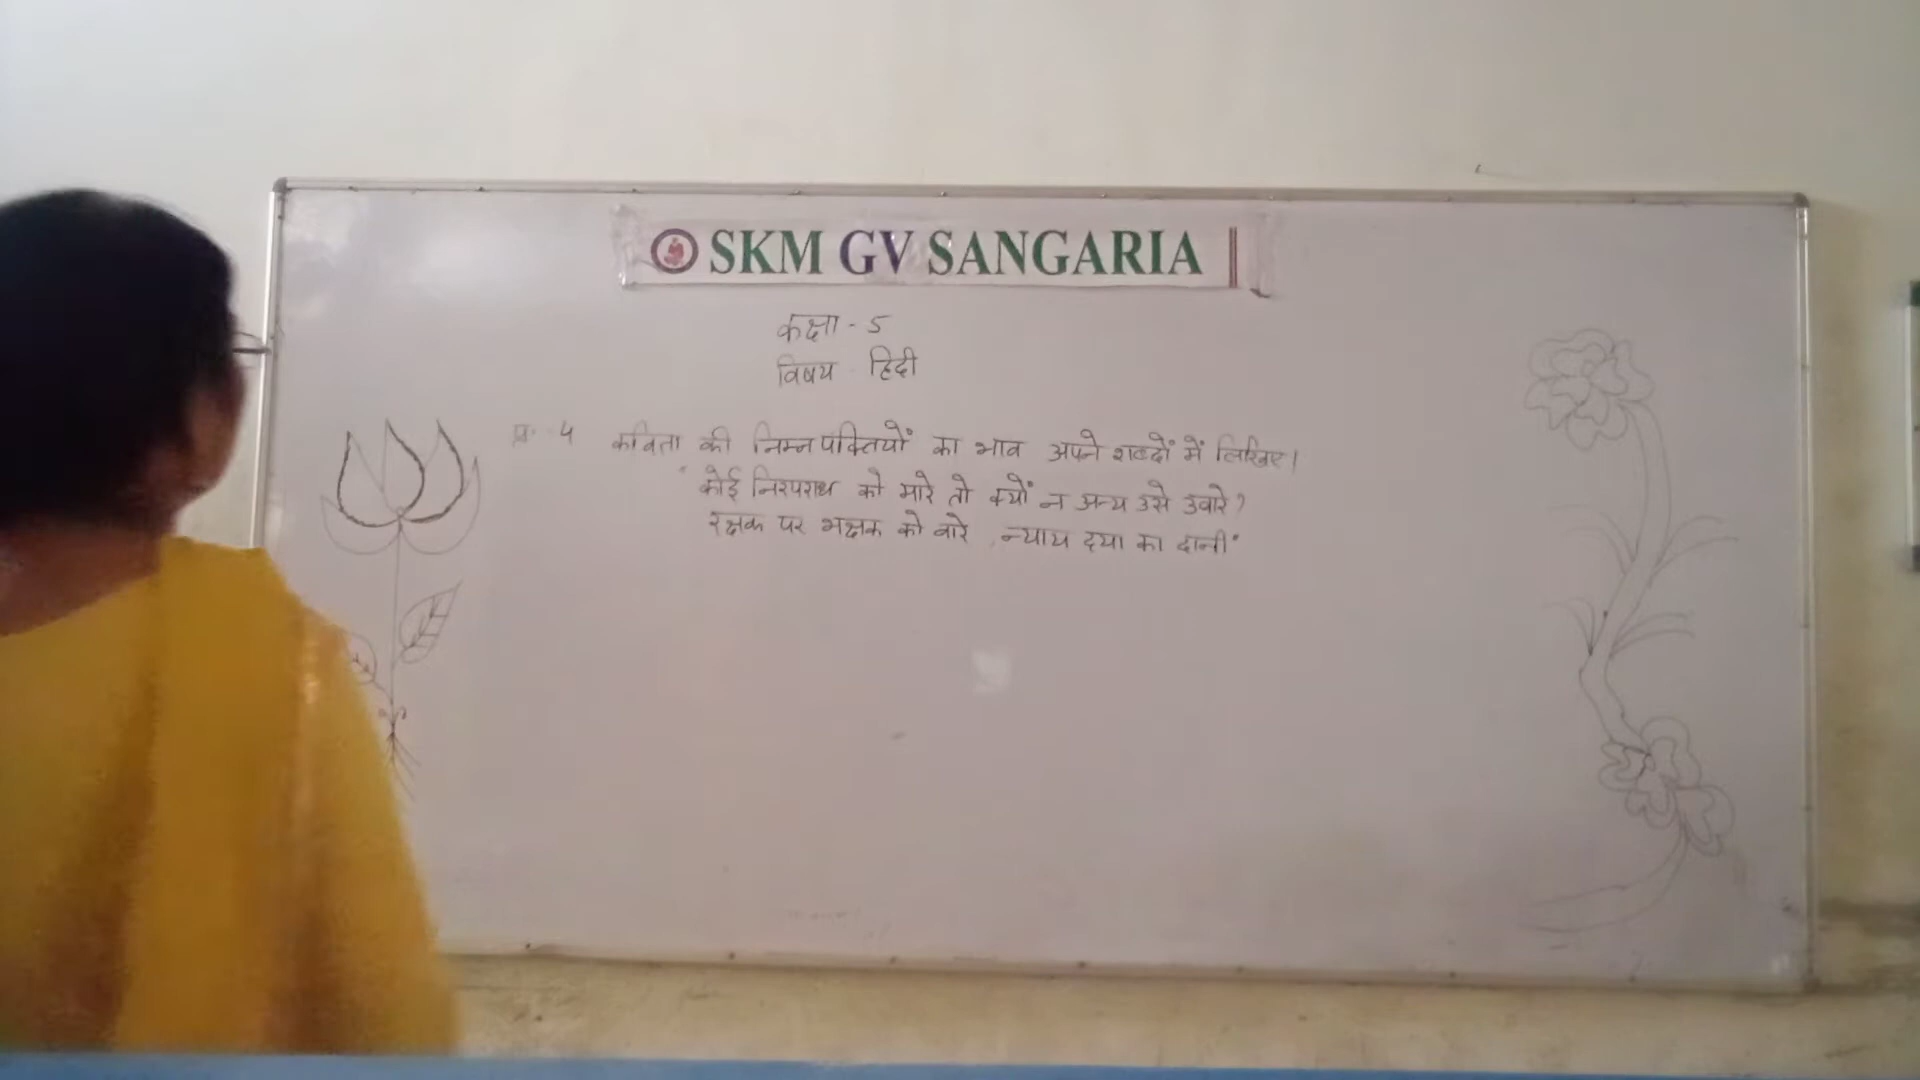 SKM GV SANGARIA
कक्षा - 5
विषय - हिंदी
प्र. 4 कविता की निम्न पंक्तियों का भाव अपने शब्दों में लिखिए।
"कोई निरपराध को मारे तो क्यों न अन्य उसे उबारे?
रक्षक पर भक्षक को वारे, न्याय दया का दानी"